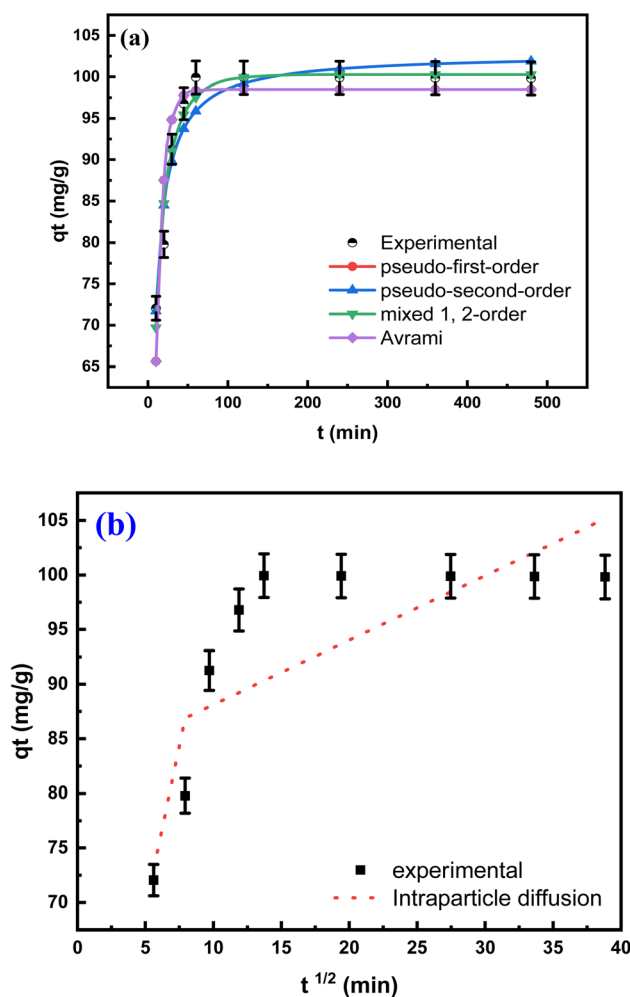 (a)
105
100
95
90
85
80
75
70
65
qt (mg/g)
Experimental
pseudo-first-order
pseudo-second-order
mixed 1, 2-order
Avrami
0 100 200 300 400 500
t (min)
(b)
105
100
95
90
85
80
75
70
qt (mg/g)
experimental
Intraparticle diffusion
0 5 10 15 20 25 30 35 40
t 1/2 (min)